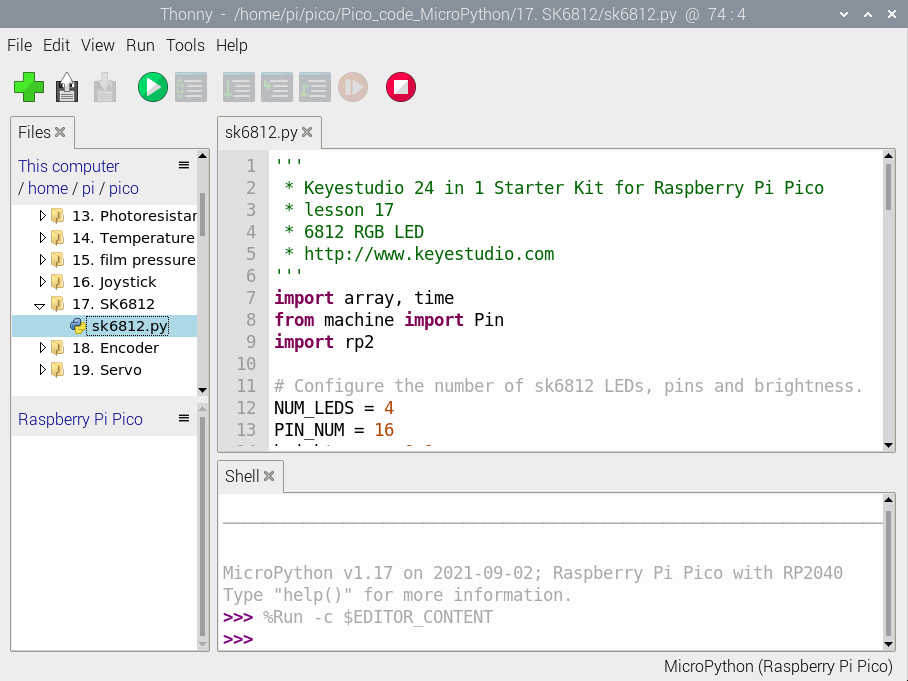 Thonny - /home/pi/pico/Pico_code_MicroPython/17. SK6812/sk6812.py @ 74 : 4
File Edit View Run Tools Help
Files
This computer
/ home / pi / pico
13. Photoresistar
14. Temperature
15. film pressure
16. Joystick
17. SK6812
sk6812.py
18. Encoder
19. Servo
Raspberry Pi Pico
sk6812.py
1 '''
2 * Keyestudio 24 in 1 Starter Kit for Raspberry Pi Pico
3 * lesson 17
4 * 6812 RGB LED
5 * http://www.keyestudio.com
6 '''
7 import array, time
8 from machine import Pin
9 import rp2
10
11 # Configure the number of sk6812 LEDs, pins and brightness.
12 NUM_LEDS = 4
13 PIN_NUM = 16
Shell
MicroPython v1.17 on 2021-09-02; Raspberry Pi Pico with RP2040
Type "help()" for more information.
>>> %Run -c $EDITOR_CONTENT
>>>
MicroPython (Raspberry Pi Pico)